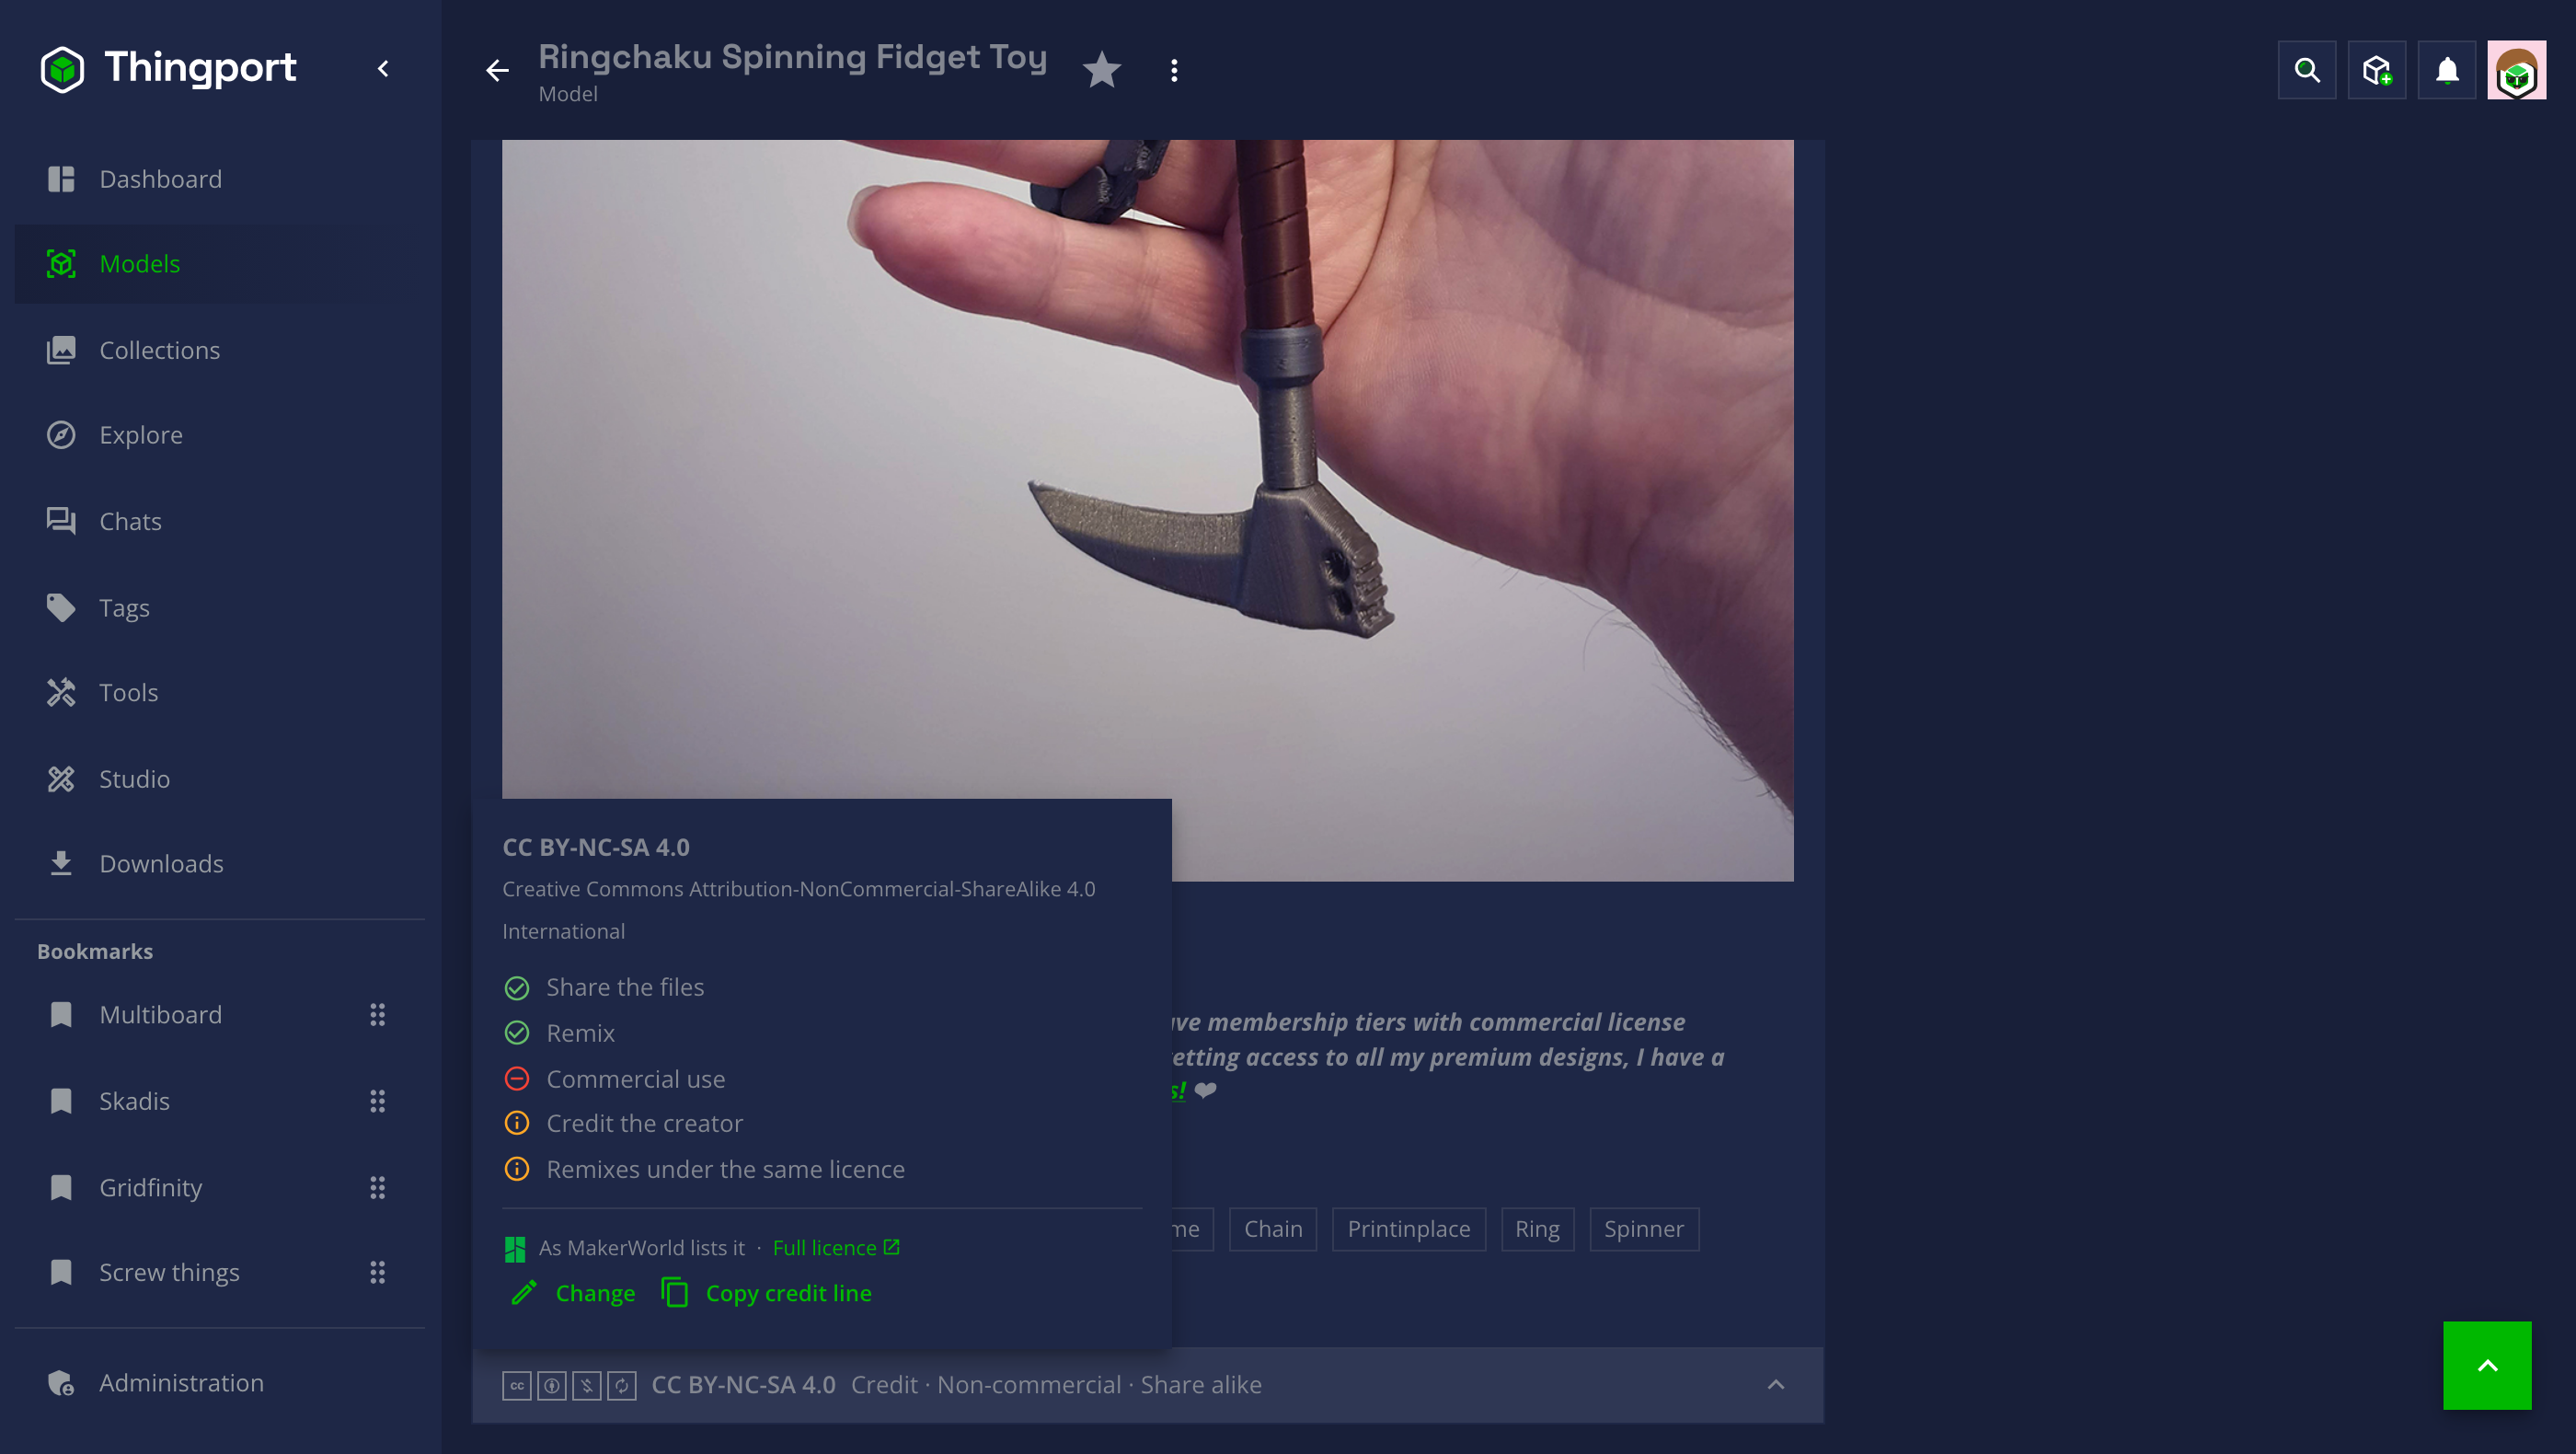 Thingport
Ringchaku Spinning Fidget Toy
Model
Dashboard
Models
Collections
Explore
Chats
Tags
Tools
Studio
Downloads
Bookmarks
Multiboard
Skadis
Gridfinity
Screw things
Administration
CC BY-NC-SA 4.0
Creative Commons Attribution-NonCommercial-ShareAlike 4.0
International
Share the files
Remix
Commercial use
Credit the creator
Remixes under the same licence
As MakerWorld lists it · Full licence
Change Copy credit line
membership tiers with commercial license
access to all my premium designs, I have a
Chain Printinplace Ring Spinner
CC BY-NC-SA 4.0 Credit · Non-commercial · Share alike